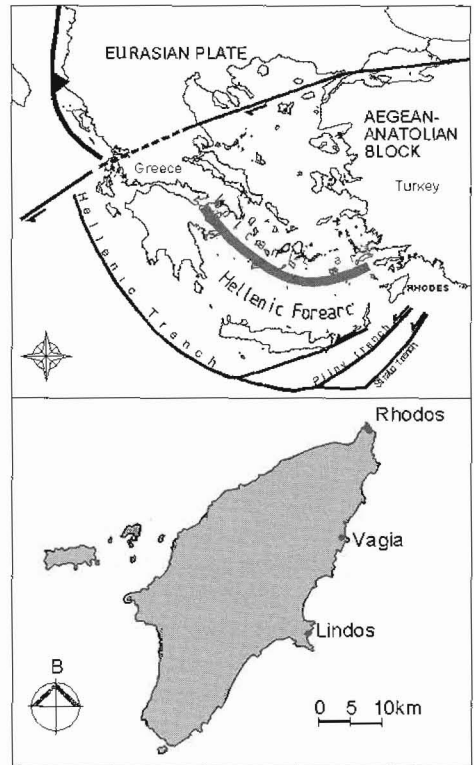 EURASIAN PLATE
AEGEAN-
ANATOLIAN
BLOCK
Greece
Turkey
Hellenic Trench
Hellenic Forearc
RHODES
Pliny trench
Strabo trench
Rhodos
Vagia
Lindos
B
0 5 10km